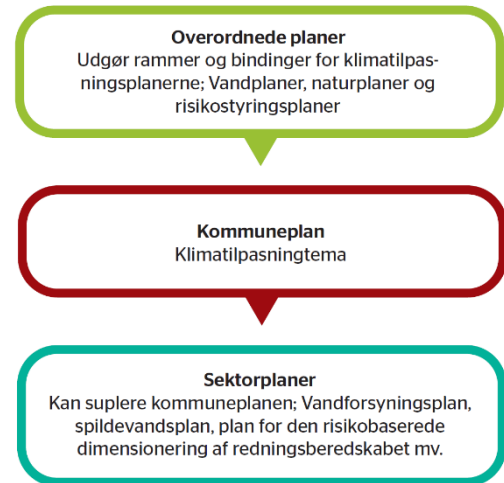 Overordnede planer
Udgør rammer og bindinger for klimatilpas-
ningsplanerne; Vandplaner, naturplaner og
risikostyringsplaner
Kommuneplan
Klimatilpasningtema
Sektorplaner
Kan suplere kommuneplanen; Vandforsyningsplan,
spildevandsplan, plan for den risikobaserede
dimensionering af redningsberedskabet mv.